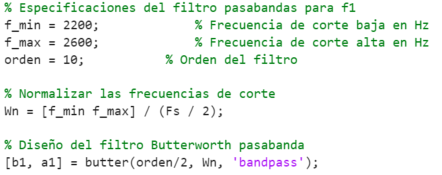 % Especificaciones del filtro pasabandas para f1
f_min = 2200; % Frecuencia de corte baja en Hz
f_max = 2600; % Frecuencia de corte alta en Hz
orden = 10; % Orden del filtro
% Normalizar las frecuencias de corte
Wn = [f_min f_max] / (Fs / 2);
% Diseño del filtro Butterworth pasabanda
[b1, a1] = butter(orden/2, Wn, 'bandpass');